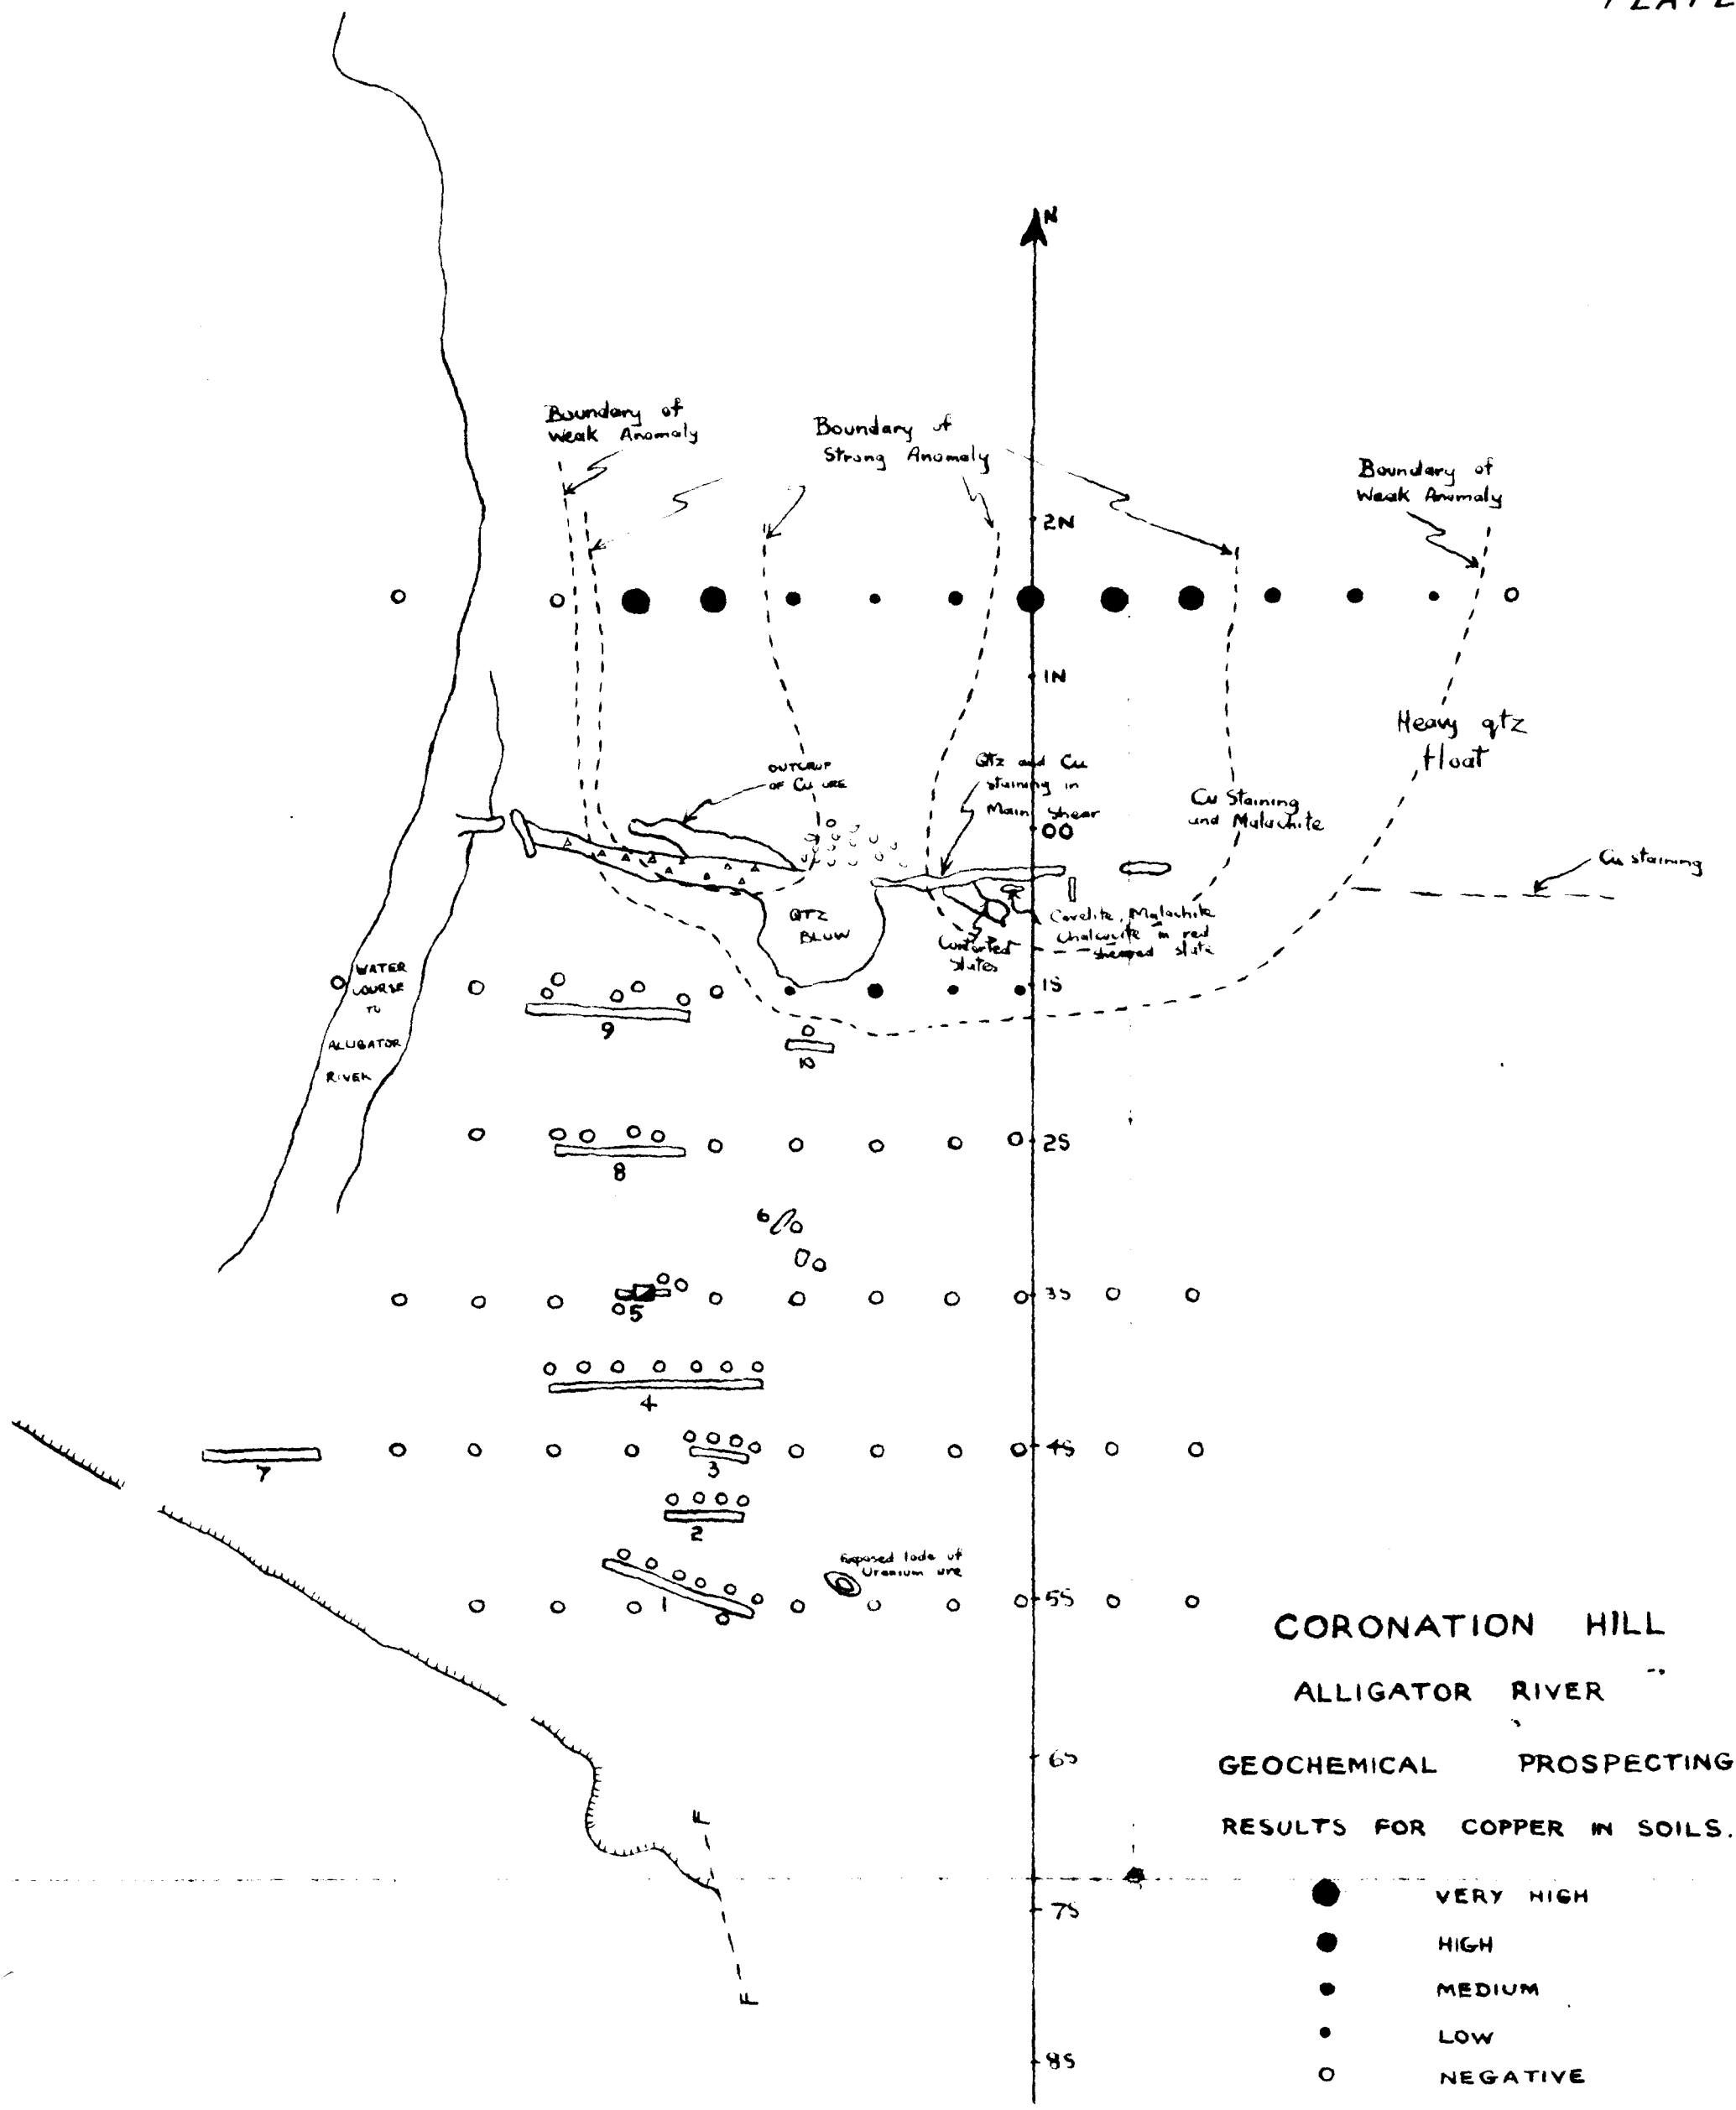 PLATE
N
Boundary of
Weak Anomaly
Boundary of
Strong Anomaly
Boundary of
Weak Anomaly
2N
1N
Heavy qtz
float
OUTCROP
OF Cu ORE
Qtz and Cu
staining in
Main Shear
Cu Staining
and Malachite
00
Cu staining
QTZ
BLOW
Covelite, Malachite
Chalcocite in red
sheared slate
Contorted
Slates
WATER
COURSE
TO
ALLIGATOR
RIVER
1S
9
10
2S
8
6
3S
5
4
4S
7
3
2
Exposed lode of
Uranium ore
1
5S
CORONATION HILL
ALLIGATOR RIVER
6S
GEOCHEMICAL PROSPECTING
RESULTS FOR COPPER IN SOILS.
F
F
7S
8S
VERY HIGH
HIGH
MEDIUM
LOW
NEGATIVE